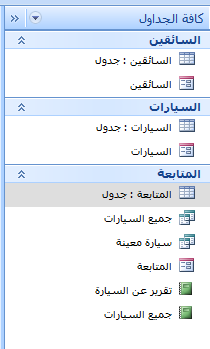 كافة الجداول
السائقين
السائقين : جدول
السائقين
السيارات
السيارات : جدول
السيارات
المتابعة
المتابعة : جدول
جميع السيارات
سيارة معينة
المتابعة
تقرير عن السيارة
جميع السيارات